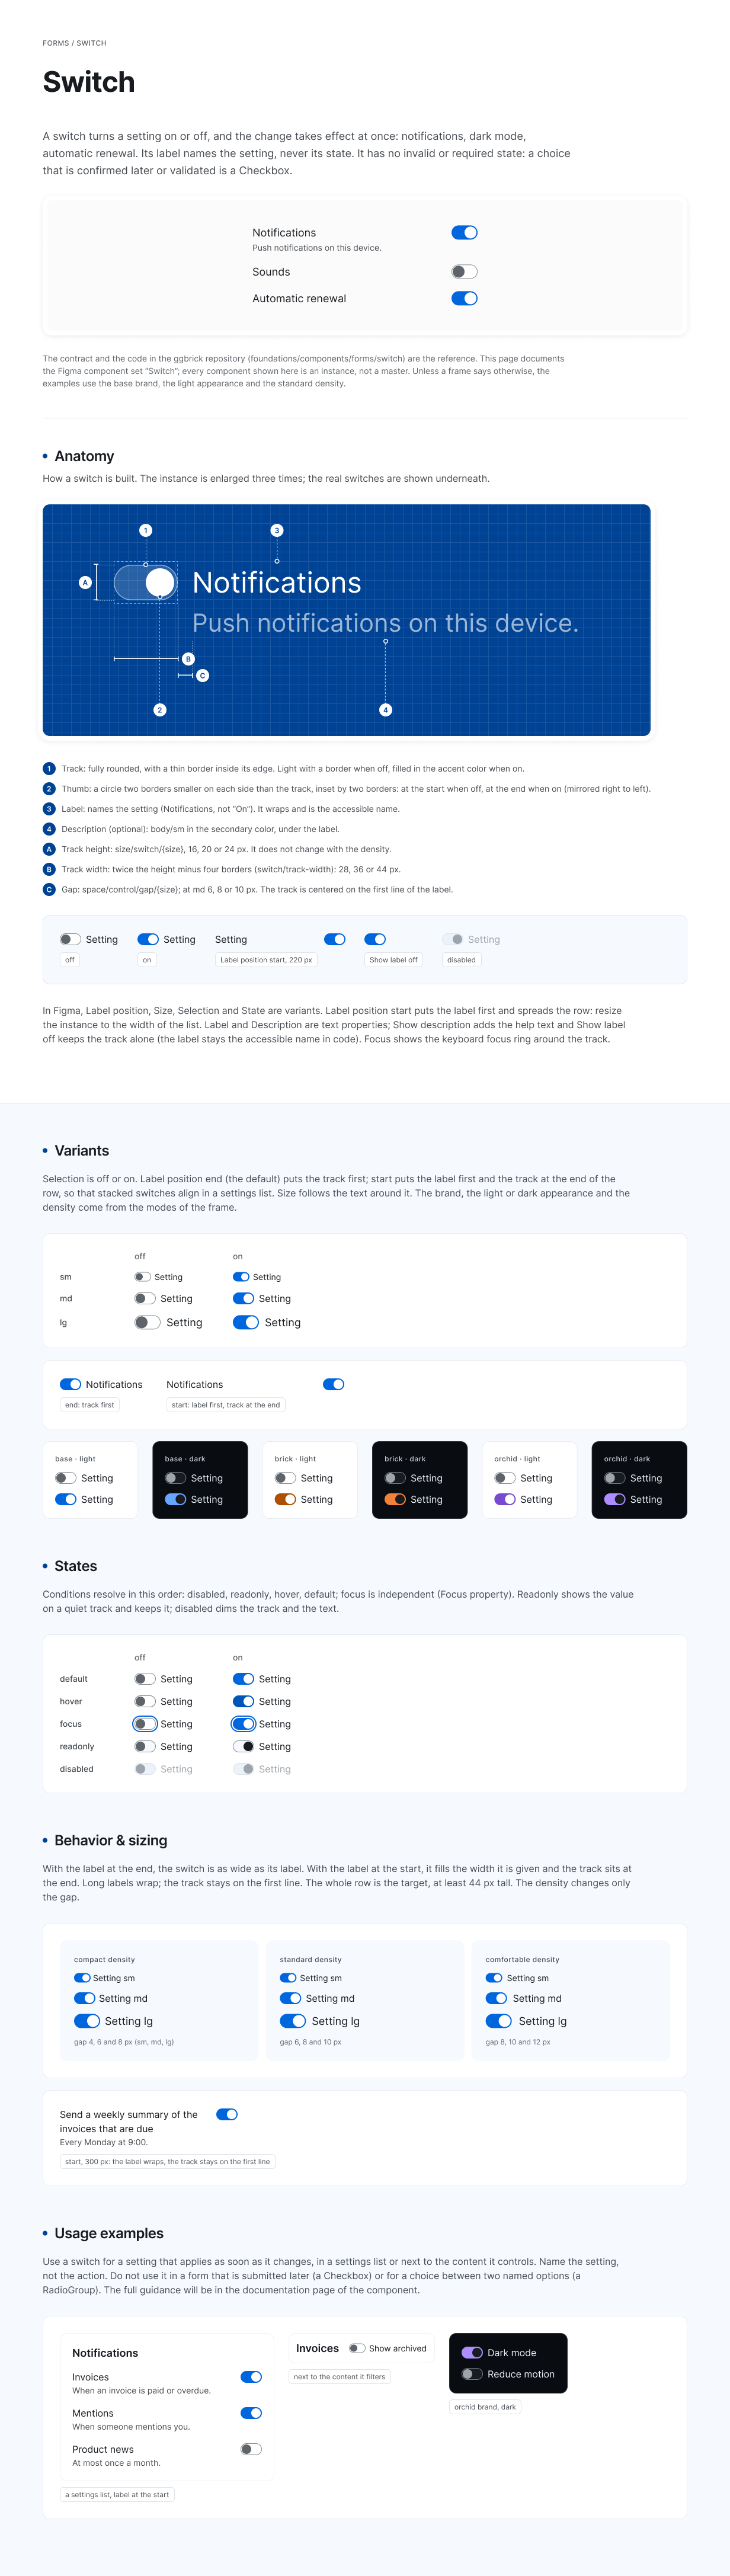 FORMS / SWITCH
Switch
A switch turns a setting on or off, and the change takes effect at once: notifications, dark mode,
automatic renewal. Its label names the setting, never its state. It has no invalid or required state: a choice
that is confirmed later or validated is a Checkbox.
Notifications
Push notifications on this device.
Sounds
Automatic renewal
The contract and the code in the ggbrick repository (foundations/components/forms/switch) are the reference. This page documents
the Figma component set “Switch”; every component shown here is an instance, not a master. Unless a frame says otherwise, the
examples use the base brand, the light appearance and the standard density.
Anatomy
How a switch is built. The instance is enlarged three times; the real switches are shown underneath.
1 3
A
Notifications
Push notifications on this device.
B
C
2 4
1 Track: fully rounded, with a thin border inside its edge. Light with a border when off, filled in the accent color when on.
2 Thumb: a circle two borders smaller on each side than the track, inset by two borders: at the start when off, at the end when on (mirrored right to left).
3 Label: names the setting (Notifications, not “On”). It wraps and is the accessible name.
4 Description (optional): body/sm in the secondary color, under the label.
A Track height: size/switch/{size}, 16, 20 or 24 px. It does not change with the density.
B Track width: twice the height minus four borders (switch/track-width): 28, 36 or 44 px.
C Gap: space/control/gap/{size}; at md 6, 8 or 10 px. The track is centered on the first line of the label.
Setting Setting Setting Setting
off on Label position start, 220 px Show label off disabled
In Figma, Label position, Size, Selection and State are variants. Label position start puts the label first and spreads the row: resize
the instance to the width of the list. Label and Description are text properties; Show description adds the help text and Show label
off keeps the track alone (the label stays the accessible name in code). Focus shows the keyboard focus ring around the track.
Variants
Selection is off or on. Label position end (the default) puts the track first; start puts the label first and the track at the end of the
row, so that stacked switches align in a settings list. Size follows the text around it. The brand, the light or dark appearance and the
density come from the modes of the frame.
off on
sm Setting Setting
md Setting Setting
lg Setting Setting
Notifications Notifications
end: track first start: label first, track at the end
base · light base · dark brick · light brick · dark orchid · light orchid · dark
Setting Setting Setting Setting Setting Setting
Setting Setting Setting Setting Setting Setting
States
Conditions resolve in this order: disabled, readonly, hover, default; focus is independent (Focus property). Readonly shows the value
on a quiet track and keeps it; disabled dims the track and the text.
off on
default Setting Setting
hover Setting Setting
focus Setting Setting
readonly Setting Setting
disabled Setting Setting
Behavior & sizing
With the label at the end, the switch is as wide as its label. With the label at the start, it fills the width it is given and the track sits at
the end. Long labels wrap; the track stays on the first line. The whole row is the target, at least 44 px tall. The density changes only
the gap.
compact density standard density comfortable density
Setting sm Setting sm Setting sm
Setting md Setting md Setting md
Setting lg Setting lg Setting lg
gap 4, 6 and 8 px (sm, md, lg) gap 6, 8 and 10 px gap 8, 10 and 12 px
Send a weekly summary of the
invoices that are due
Every Monday at 9:00.
start, 300 px: the label wraps, the track stays on the first line
Usage examples
Use a switch for a setting that applies as soon as it changes, in a settings list or next to the content it controls. Name the setting,
not the action. Do not use it in a form that is submitted later (a Checkbox) or for a choice between two named options (a
RadioGroup). The full guidance will be in the documentation page of the component.
Notifications
Invoices
When an invoice is paid or overdue.
Mentions
When someone mentions you.
Product news
At most once a month.
a settings list, label at the start
Invoices Show archived
next to the content it filters
Dark mode
Reduce motion
orchid brand, dark